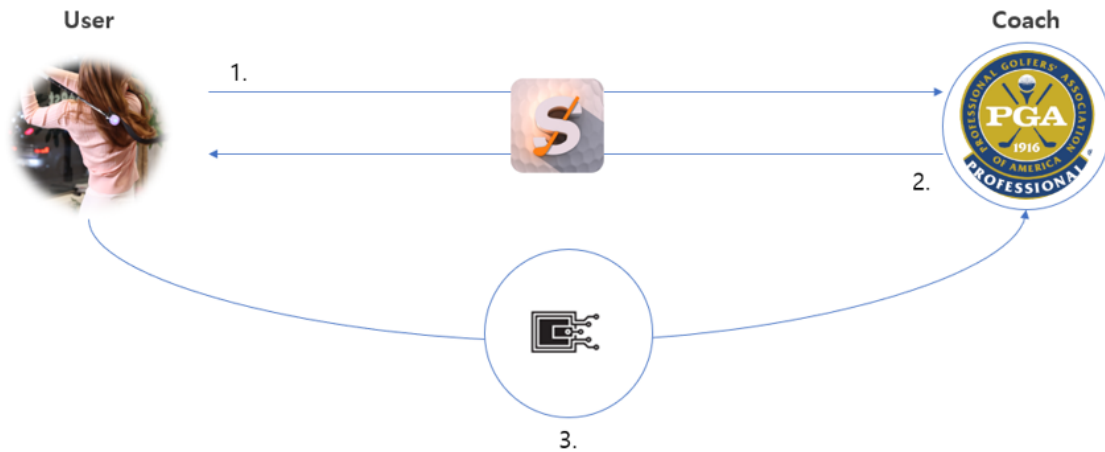 User
Coach
1.
S
PROFESSIONAL GOLFERS' ASSOCIATION
PGA
1916
OF AMERICA
PROFESSIONAL
®
2.
3.